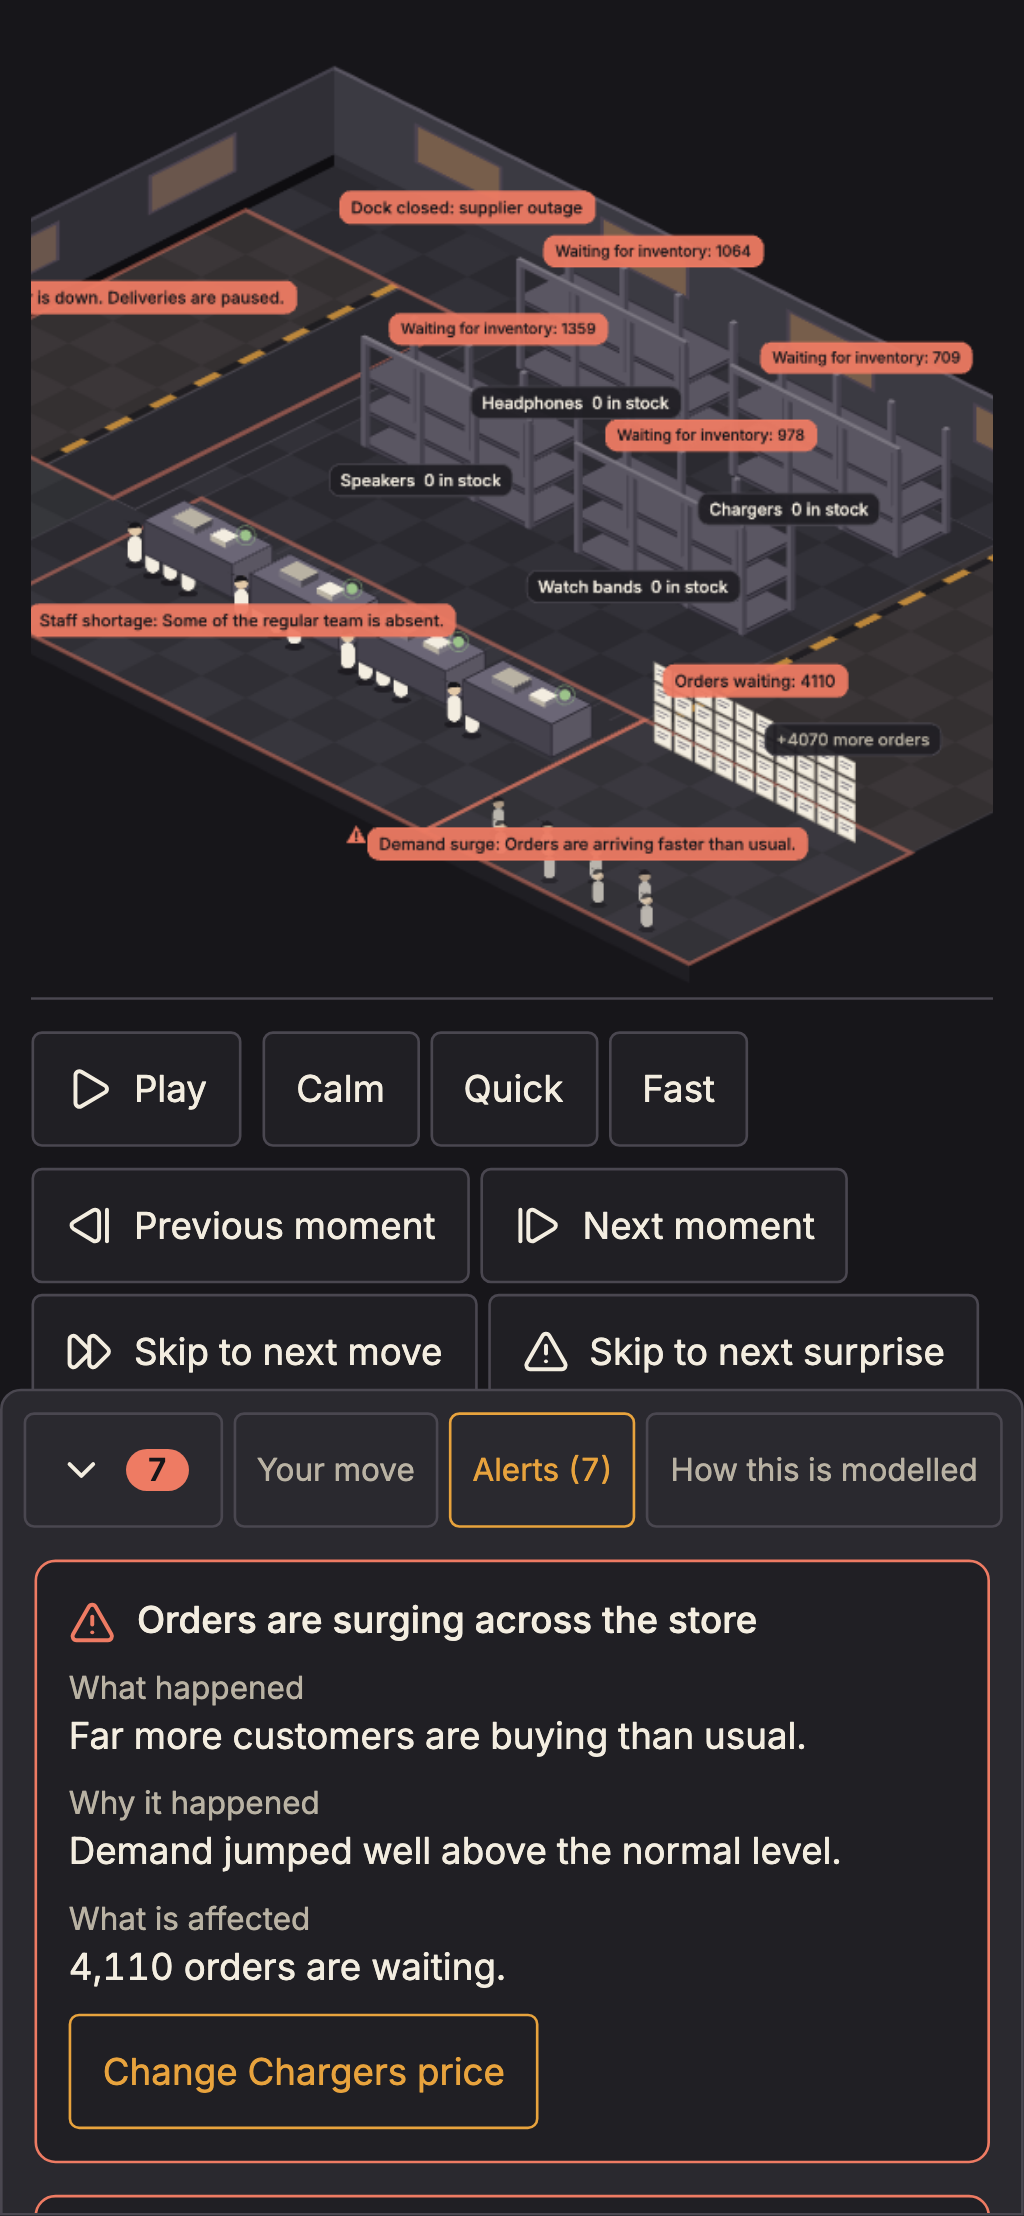 Dock closed: supplier outage
Waiting for inventory: 1064
is down. Deliveries are paused.
Waiting for inventory: 1359
Waiting for inventory: 709
Headphones 0 in stock
Waiting for inventory: 978
Speakers 0 in stock
Chargers 0 in stock
Watch bands 0 in stock
Staff shortage: Some of the regular team is absent.
Orders waiting: 4110
+4070 more orders
Demand surge: Orders are arriving faster than usual.
Play
Calm
Quick
Fast
Previous moment
Next moment
Skip to next move
Skip to next surprise
7
Your move
Alerts (7)
How this is modelled
Orders are surging across the store
What happened
Far more customers are buying than usual.
Why it happened
Demand jumped well above the normal level.
What is affected
4,110 orders are waiting.
Change Chargers price